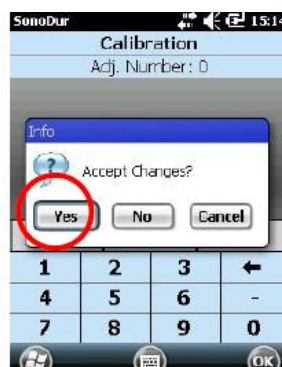 SonoDur 15:14
Calibration
Adj. Number: 0
Info
Accept Changes?
Yes No Cancel
1 2 3 ←
4 5 6 -
7 8 9 0
OK